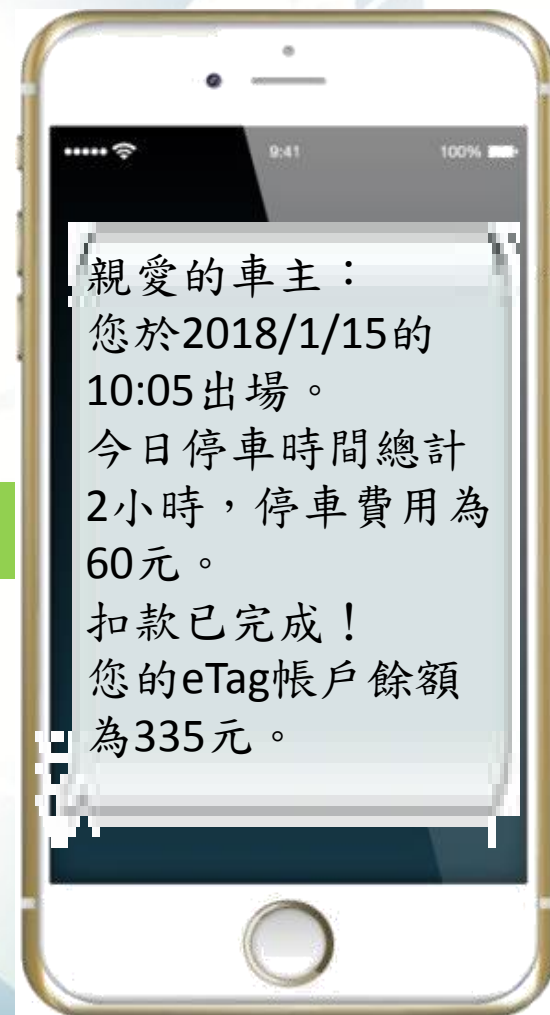 9:41
100%
親愛的車主：
您於2018/1/15的
10:05出場。
今日停車時間總計
2小時，停車費用為
60元。
扣款已完成！
您的eTag帳戶餘額
為335元。